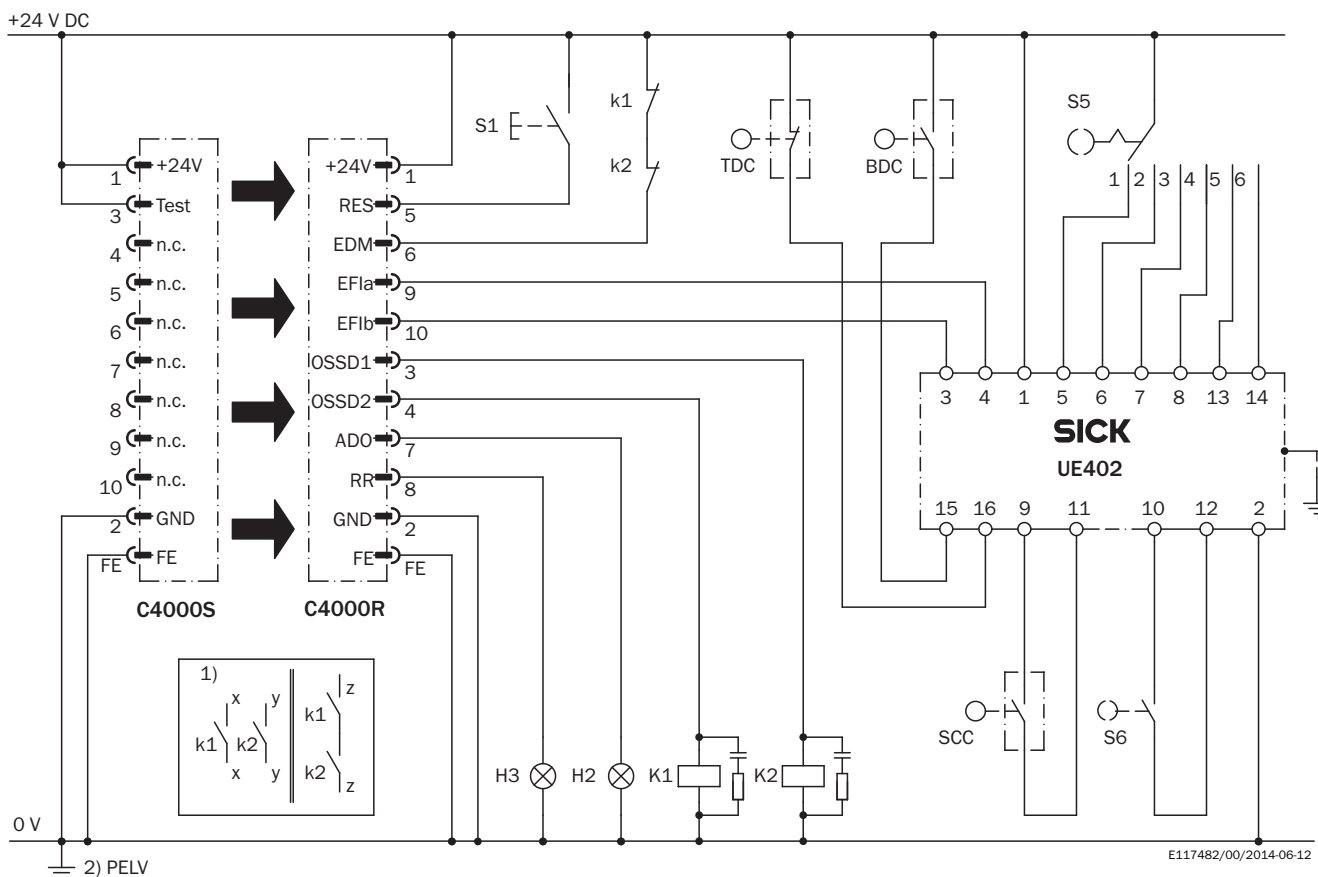 +24 V DC
S1
k1
k2
TDC
BDC
S5
1 2 3 4 5 6
1 +24V
3 Test
4 n.c.
5 n.c.
6 n.c.
7 n.c.
8 n.c.
9 n.c.
10 n.c.
2 GND
FE FE
C4000S
+24V 1
RES 5
EDM 6
EFIa 9
EFIb 10
OSSD1 3
OSSD2 4
ADO 7
RR 8
GND 2
FE FE
C4000R
3 4 1 5 6 7 8 13 14
SICK
UE402
15 16 9 11 10 12 2
SCC
S6
1)
x y z
k1 k2 k1
k2
x y z
H3 H2 K1 K2
0 V
2) PELV
E117482/00/2014-06-12